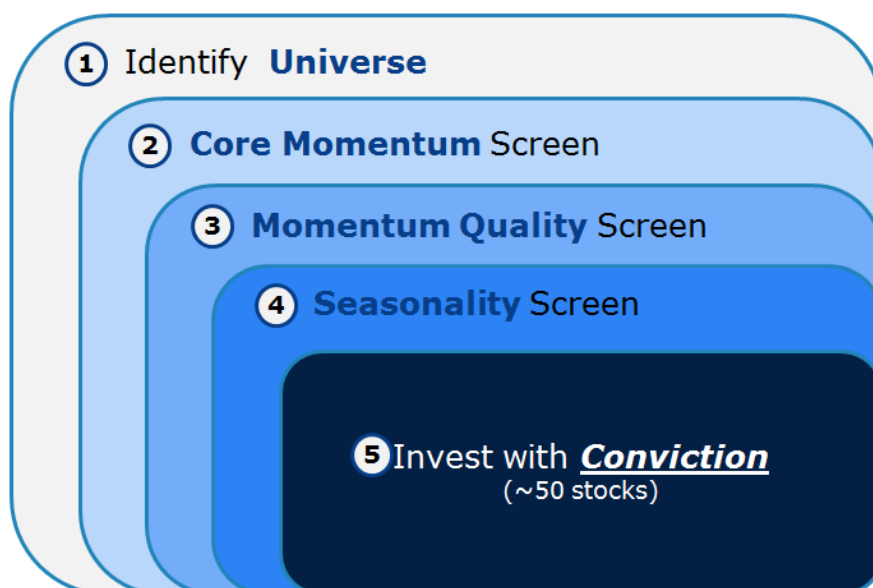 1 Identify Universe
2 Core Momentum Screen
3 Momentum Quality Screen
4 Seasonality Screen
5 Invest with Conviction
(~50 stocks)